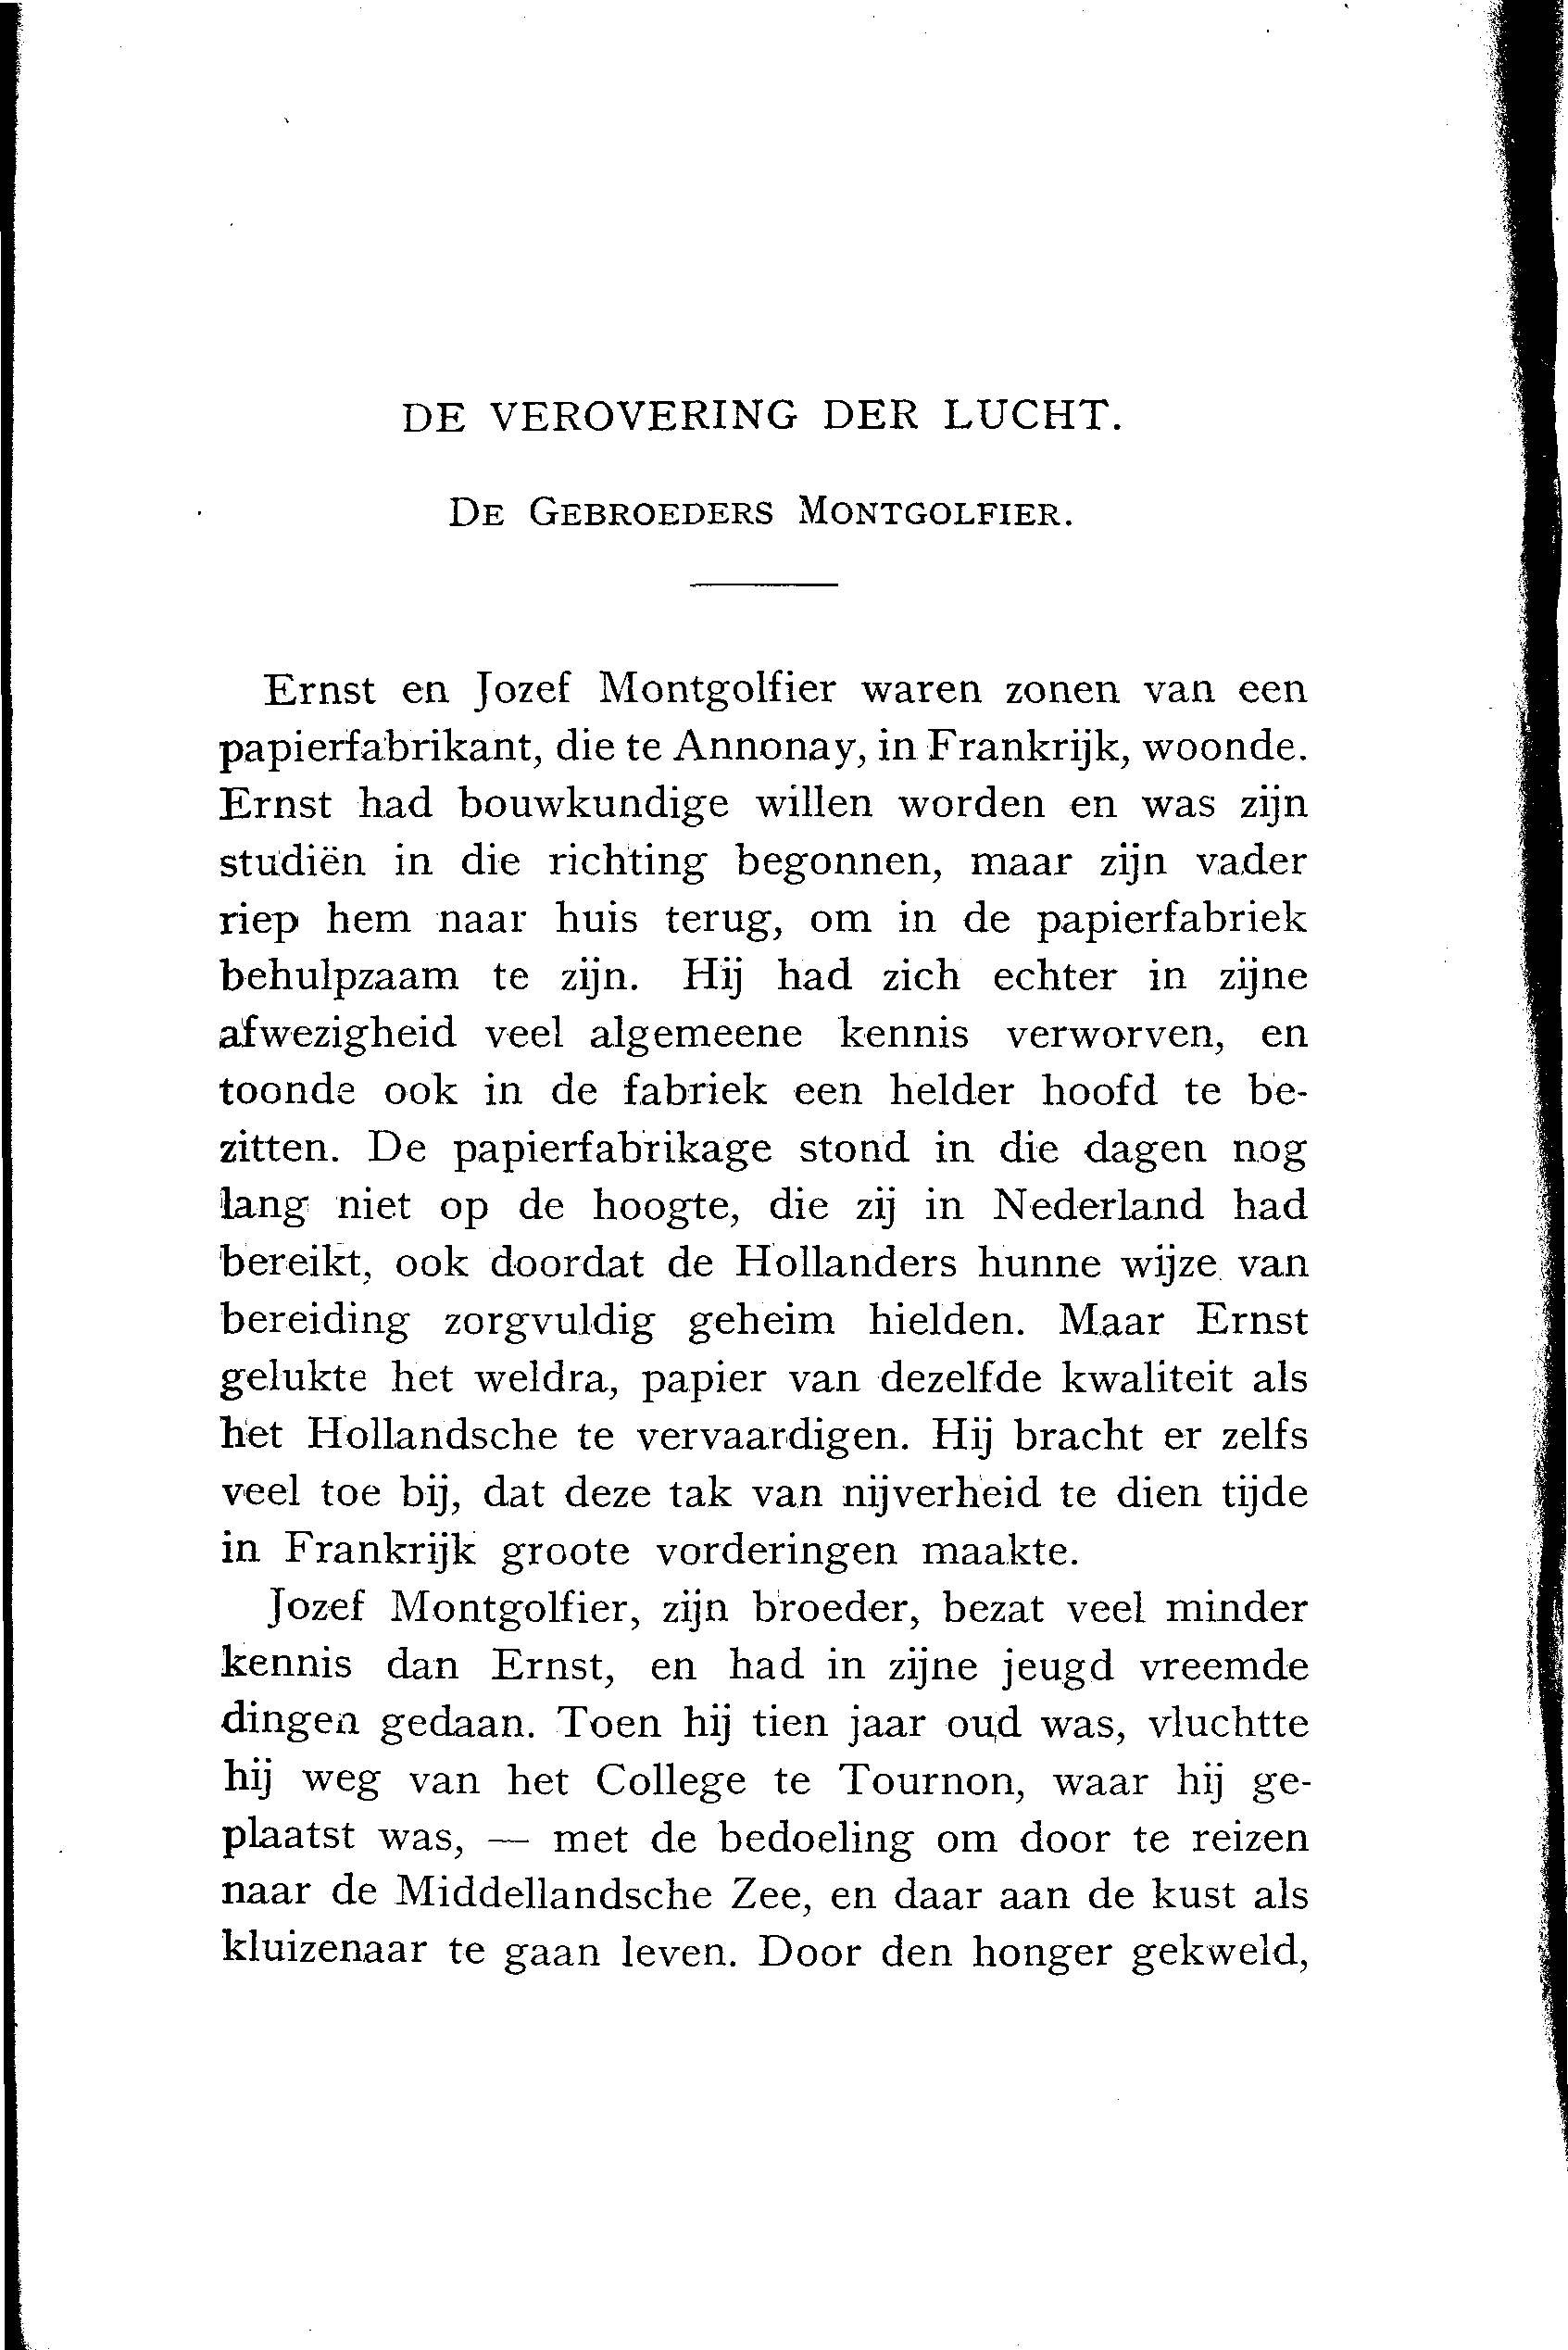 DE VEROVERING DER LUCHT.
DE GEBROEDERS MONTGOLFIER.
Ernst en Jozef Montgolfier waren zonen van een
papierfabrikant, die te Annonay, in Frankrijk, woonde.
Ernst had bouwkundige willen worden en was zijn
studiën in die richting begonnen, maar zijn vader
riep hem naar huis terug, om in de papierfabriek
behulpzaam te zijn. Hij had zich echter in zijne
afwezigheid veel algemeene kennis verworven, en
toonde ook in de fabriek een helder hoofd te be-
zitten. De papierfabrikage stond in die dagen nog
lang niet op de hoogte, die zij in Nederland had
bereikt, ook doordat de Hollanders hunne wijze van
bereiding zorgvuldig geheim hielden. Maar Ernst
gelukte het weldra, papier van dezelfde kwaliteit als
het Hollandsche te vervaardigen. Hij bracht er zelfs
veel toe bij, dat deze tak van nijverheid te dien tijde
in Frankrijk groote vorderingen maakte.
Jozef Montgolfier, zijn broeder, bezat veel minder
kennis dan Ernst, en had in zijne jeugd vreemde
dingen gedaan. Toen hij tien jaar oud was, vluchtte
hij weg van het College te Tournon, waar hij ge-
plaatst was, — met de bedoeling om door te reizen
naar de Middellandsche Zee, en daar aan de kust als
kluizenaar te gaan leven. Door den honger gekweld,